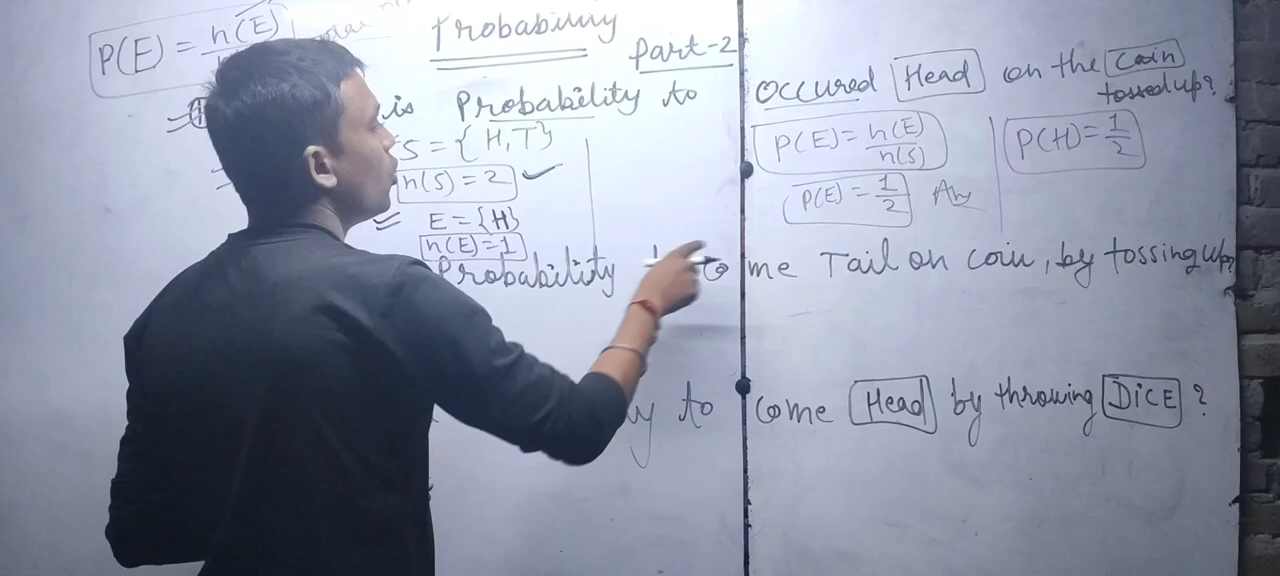 Probability
P(E) = n(E)
Part-2
is Probability to occured Head on the Coin tossed up?
S = {H,T}
n(S) = 2 ✓
E = {H}
n(E) = 1
P(E) = n(E)/n(S)
P(E) = 1/2 Ans
P(H) = 1/2
Probability to come Tail on coin, by tossing up?
to come Head by throwing DiCE ?